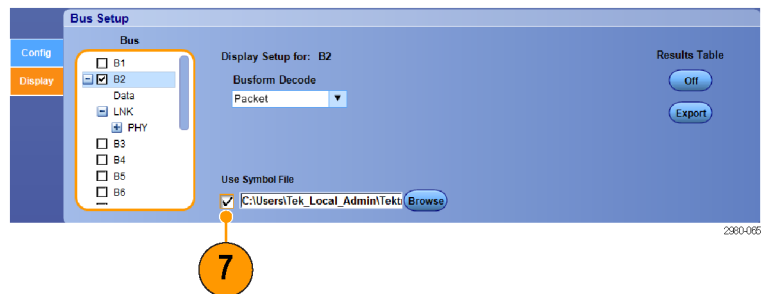 Bus Setup
Config
Display
Bus
B1
B2
Data
LNK
PHY
B3
B4
B5
B6
Display Setup for: B2
Busform Decode
Packet
Use Symbol File
C:\Users\Tek_Local_Admin\Tekt
Browse
Results Table
Off
Export
2980-065
7